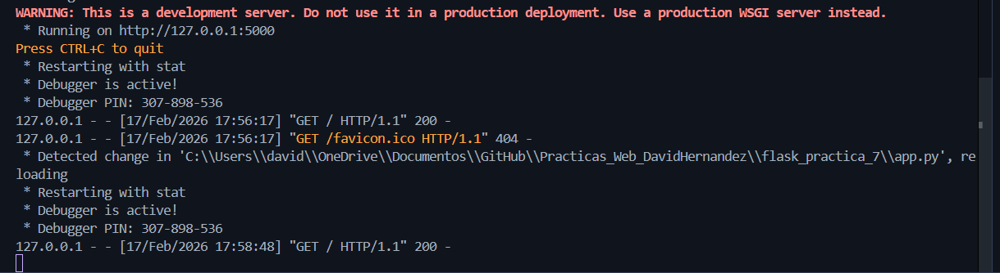 WARNING: This is a development server. Do not use it in a production deployment. Use a production WSGI server instead.
 * Running on http://127.0.0.1:5000
Press CTRL+C to quit
 * Restarting with stat
 * Debugger is active!
 * Debugger PIN: 307-898-536
127.0.0.1 - - [17/Feb/2026 17:56:17] "GET / HTTP/1.1" 200 -
127.0.0.1 - - [17/Feb/2026 17:56:17] "GET /favicon.ico HTTP/1.1" 404 -
 * Detected change in 'C:\\Users\\david\\OneDrive\\Documentos\\GitHub\\Practicas_Web_DavidHernandez\\flask_practica_7\\app.py', re
loading
 * Restarting with stat
 * Debugger is active!
 * Debugger PIN: 307-898-536
127.0.0.1 - - [17/Feb/2026 17:58:48] "GET / HTTP/1.1" 200 -